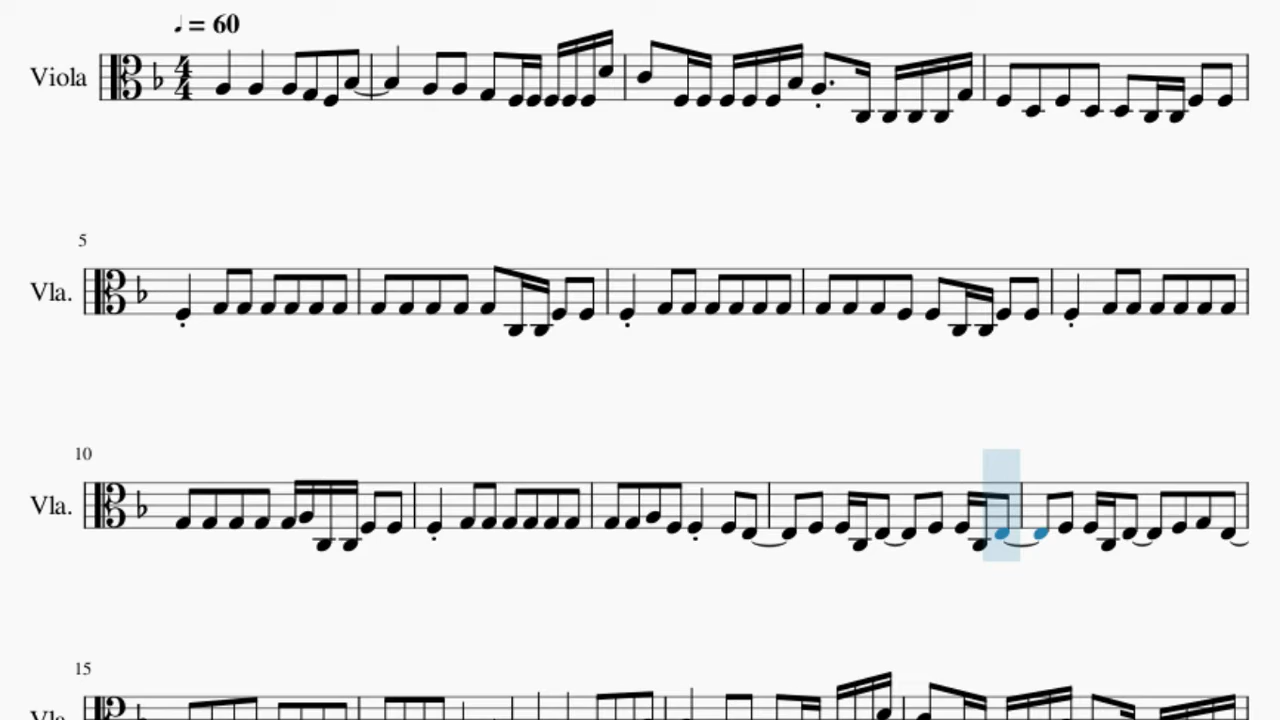 ♩ = 60
Viola
5
Vla.
10
Vla.
15
Vla.